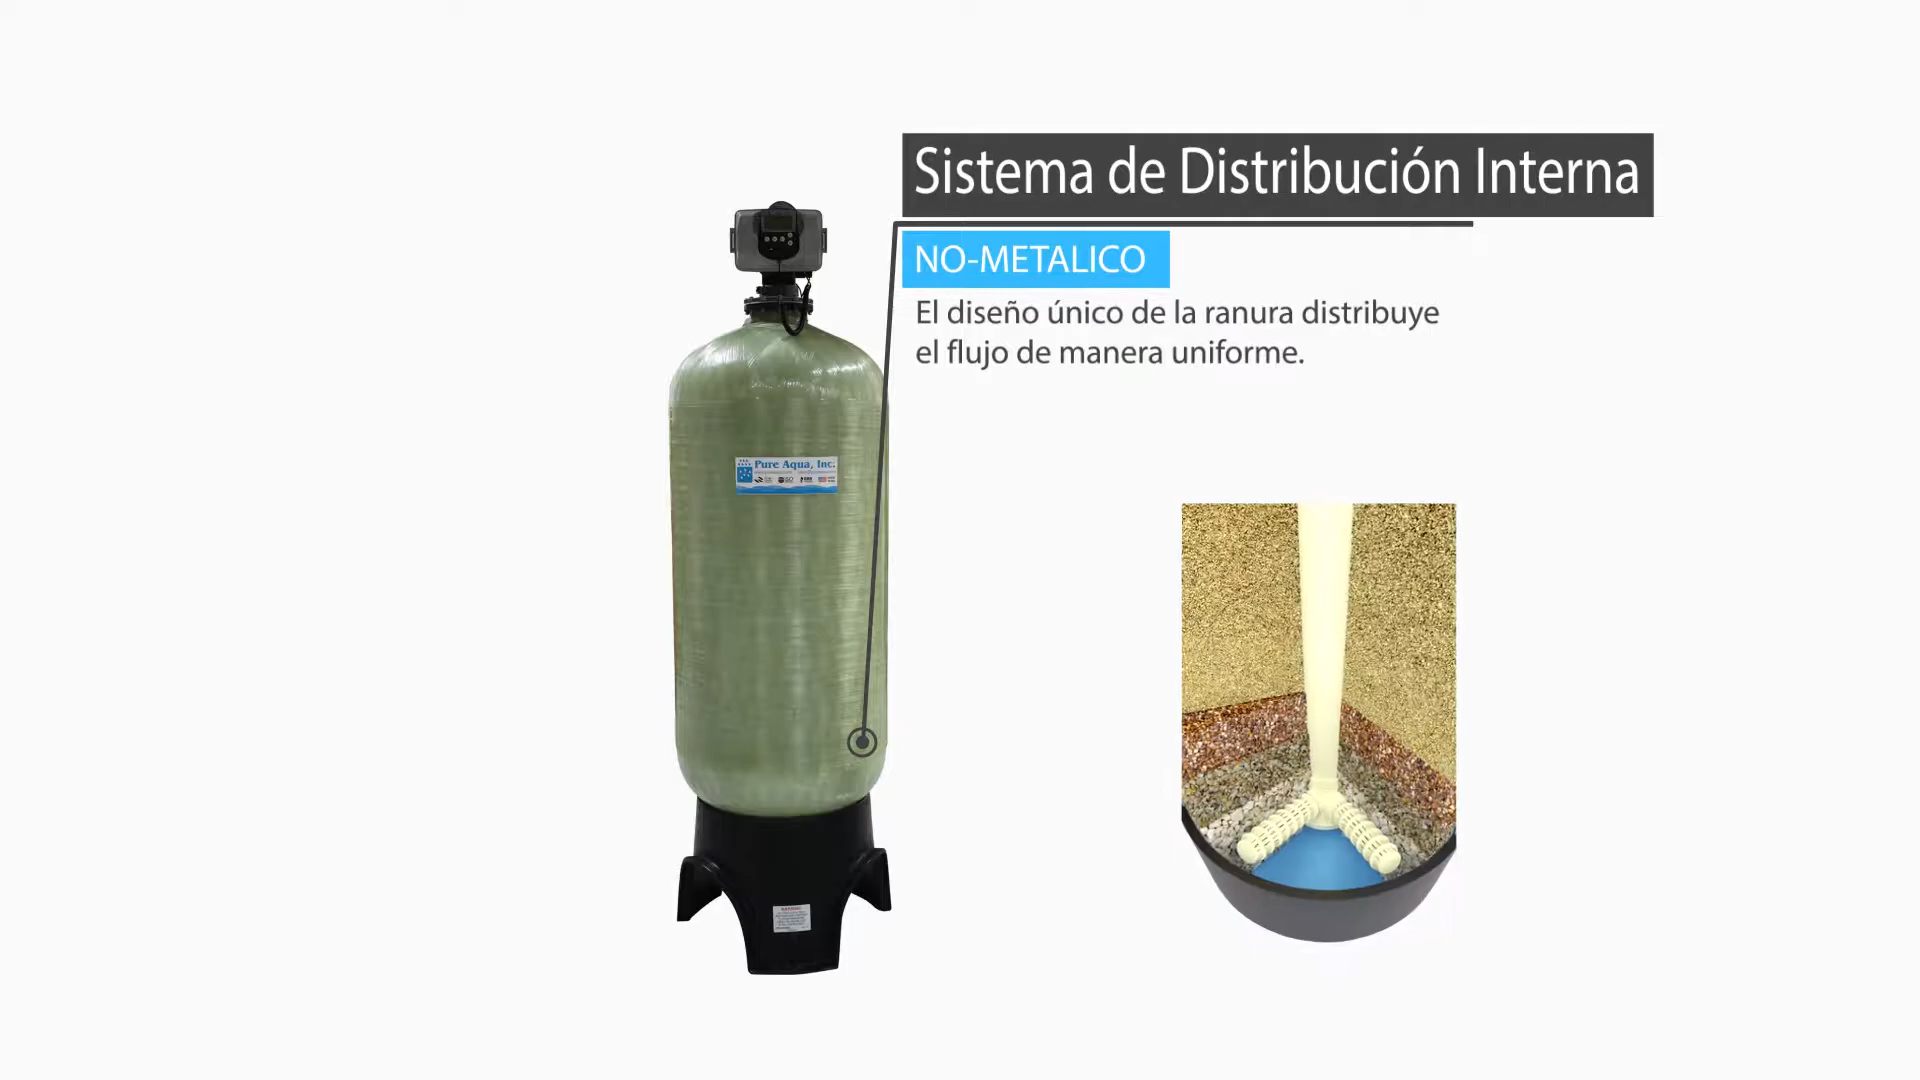 Sistema de Distribución Interna
NO-METALICO
El diseño único de la ranura distribuye
el flujo de manera uniforme.
Pure Aqua, Inc.